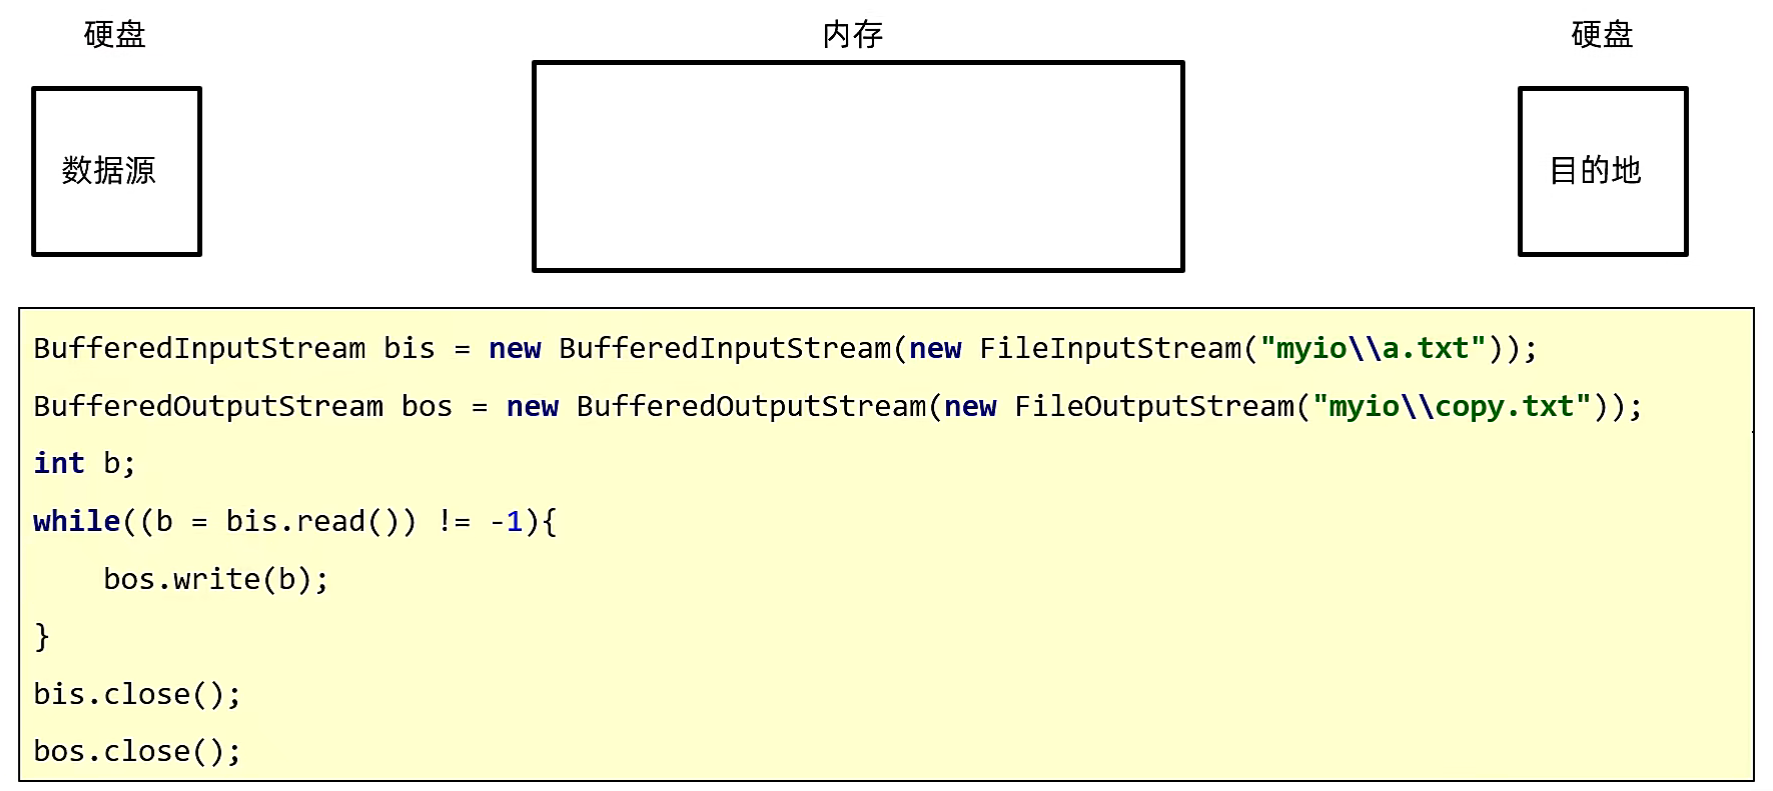 硬盘
内存
硬盘
数据源
目的地
BufferedInputStream bis = new BufferedInputStream(new FileInputStream("myio\\a.txt"));
BufferedOutputStream bos = new BufferedOutputStream(new FileOutputStream("myio\\copy.txt"));
int b;
while((b = bis.read()) != -1){
    bos.write(b);
}
bis.close();
bos.close();